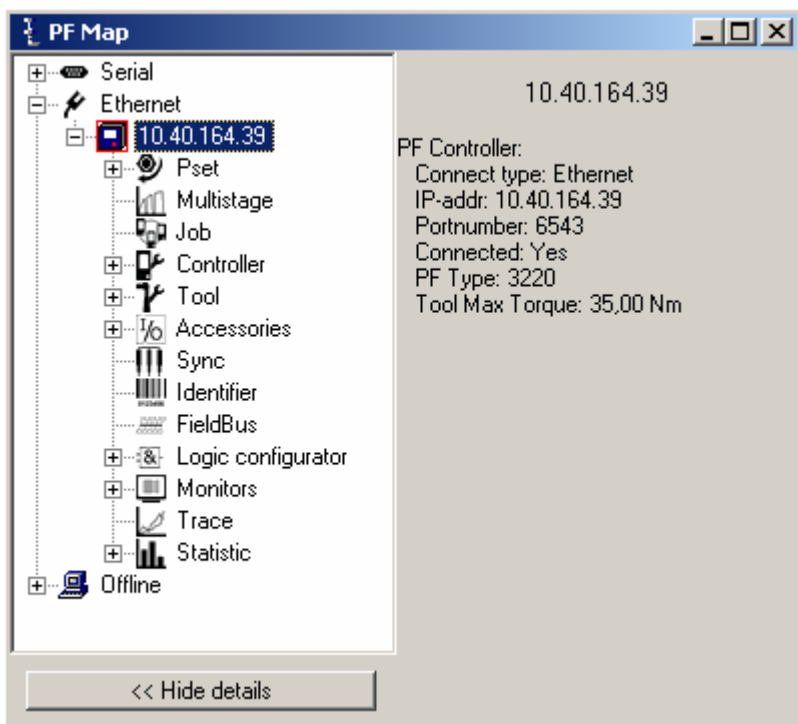 PF Map
Serial
Ethernet
10.40.164.39
Pset
Multistage
Job
Controller
Tool
I/o Accessories
Sync
Identifier
FieldBus
& Logic configurator
Monitors
Trace
Statistic
Offline
<< Hide details
10.40.164.39
PF Controller:
Connect type: Ethernet
IP-addr: 10.40.164.39
Portnumber: 6543
Connected: Yes
PF Type: 3220
Tool Max Torque: 35,00 Nm